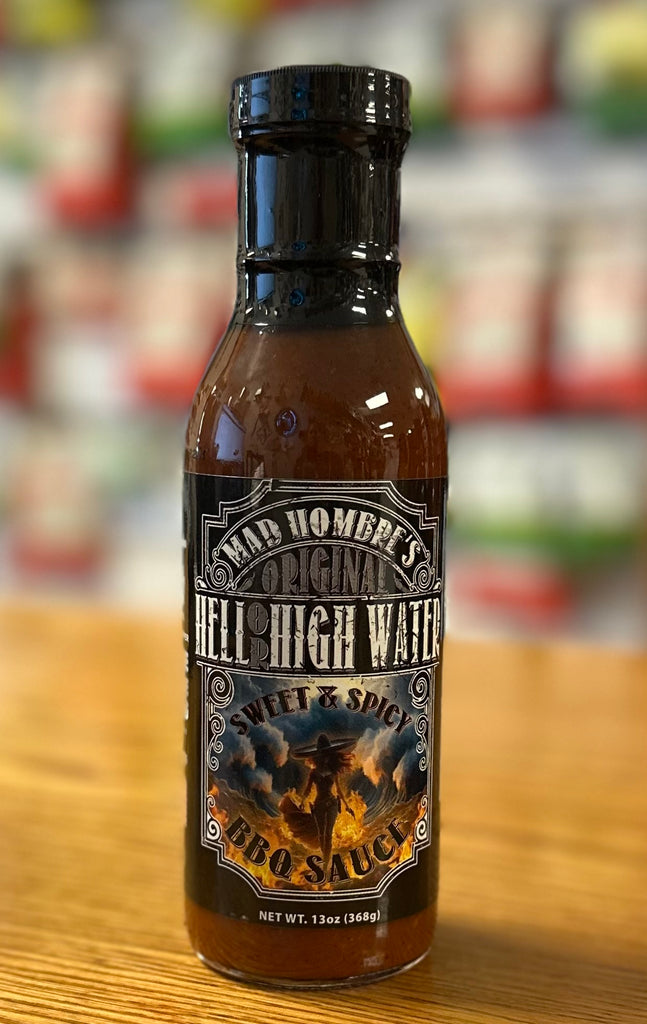 MAD HOMBRE'S
ORIGINAL
HELL OR HIGH WATER
SWEET & SPICY
BBQ SAUCE
NET WT. 13oz (368g)